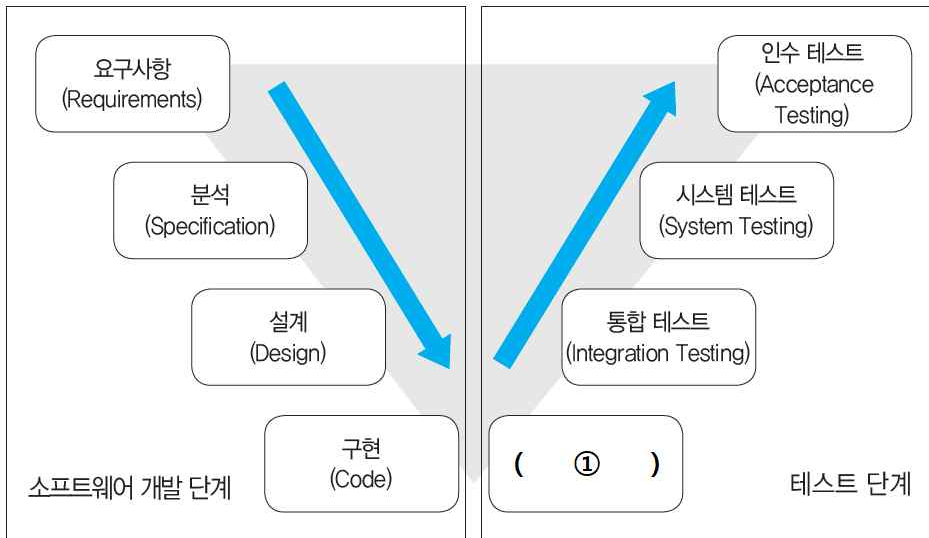 요구사항
(Requirements)
분석
(Specification)
설계
(Design)
구현
(Code)
소프트웨어 개발 단계
인수 테스트
(Acceptance
Testing)
시스템 테스트
(System Testing)
통합 테스트
(Integration Testing)
( ① )
테스트 단계